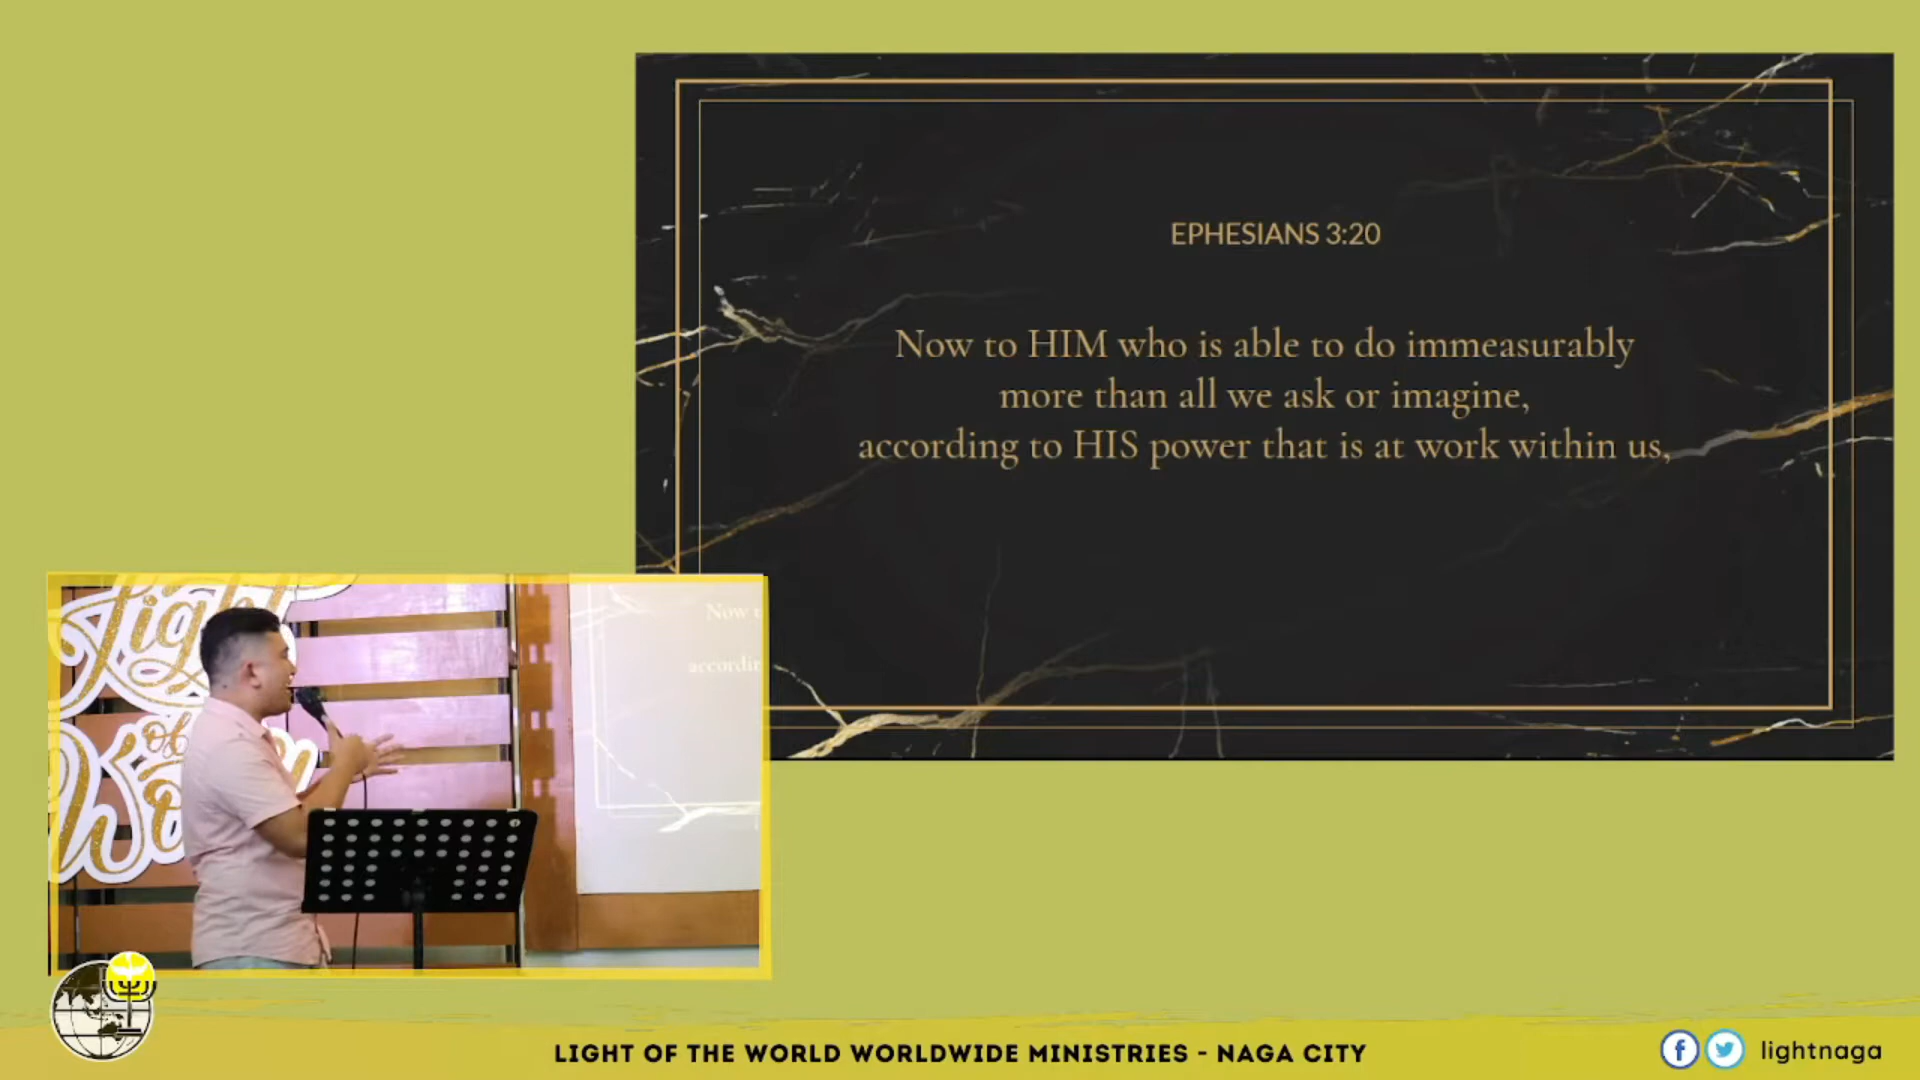 EPHESIANS 3:20
Now to HIM who is able to do immeasurably
more than all we ask or imagine,
according to HIS power that is at work within us,
Light
of
Now
LIGHT OF THE WORLD WORLDWIDE MINISTRIES - NAGA CITY
lightnaga